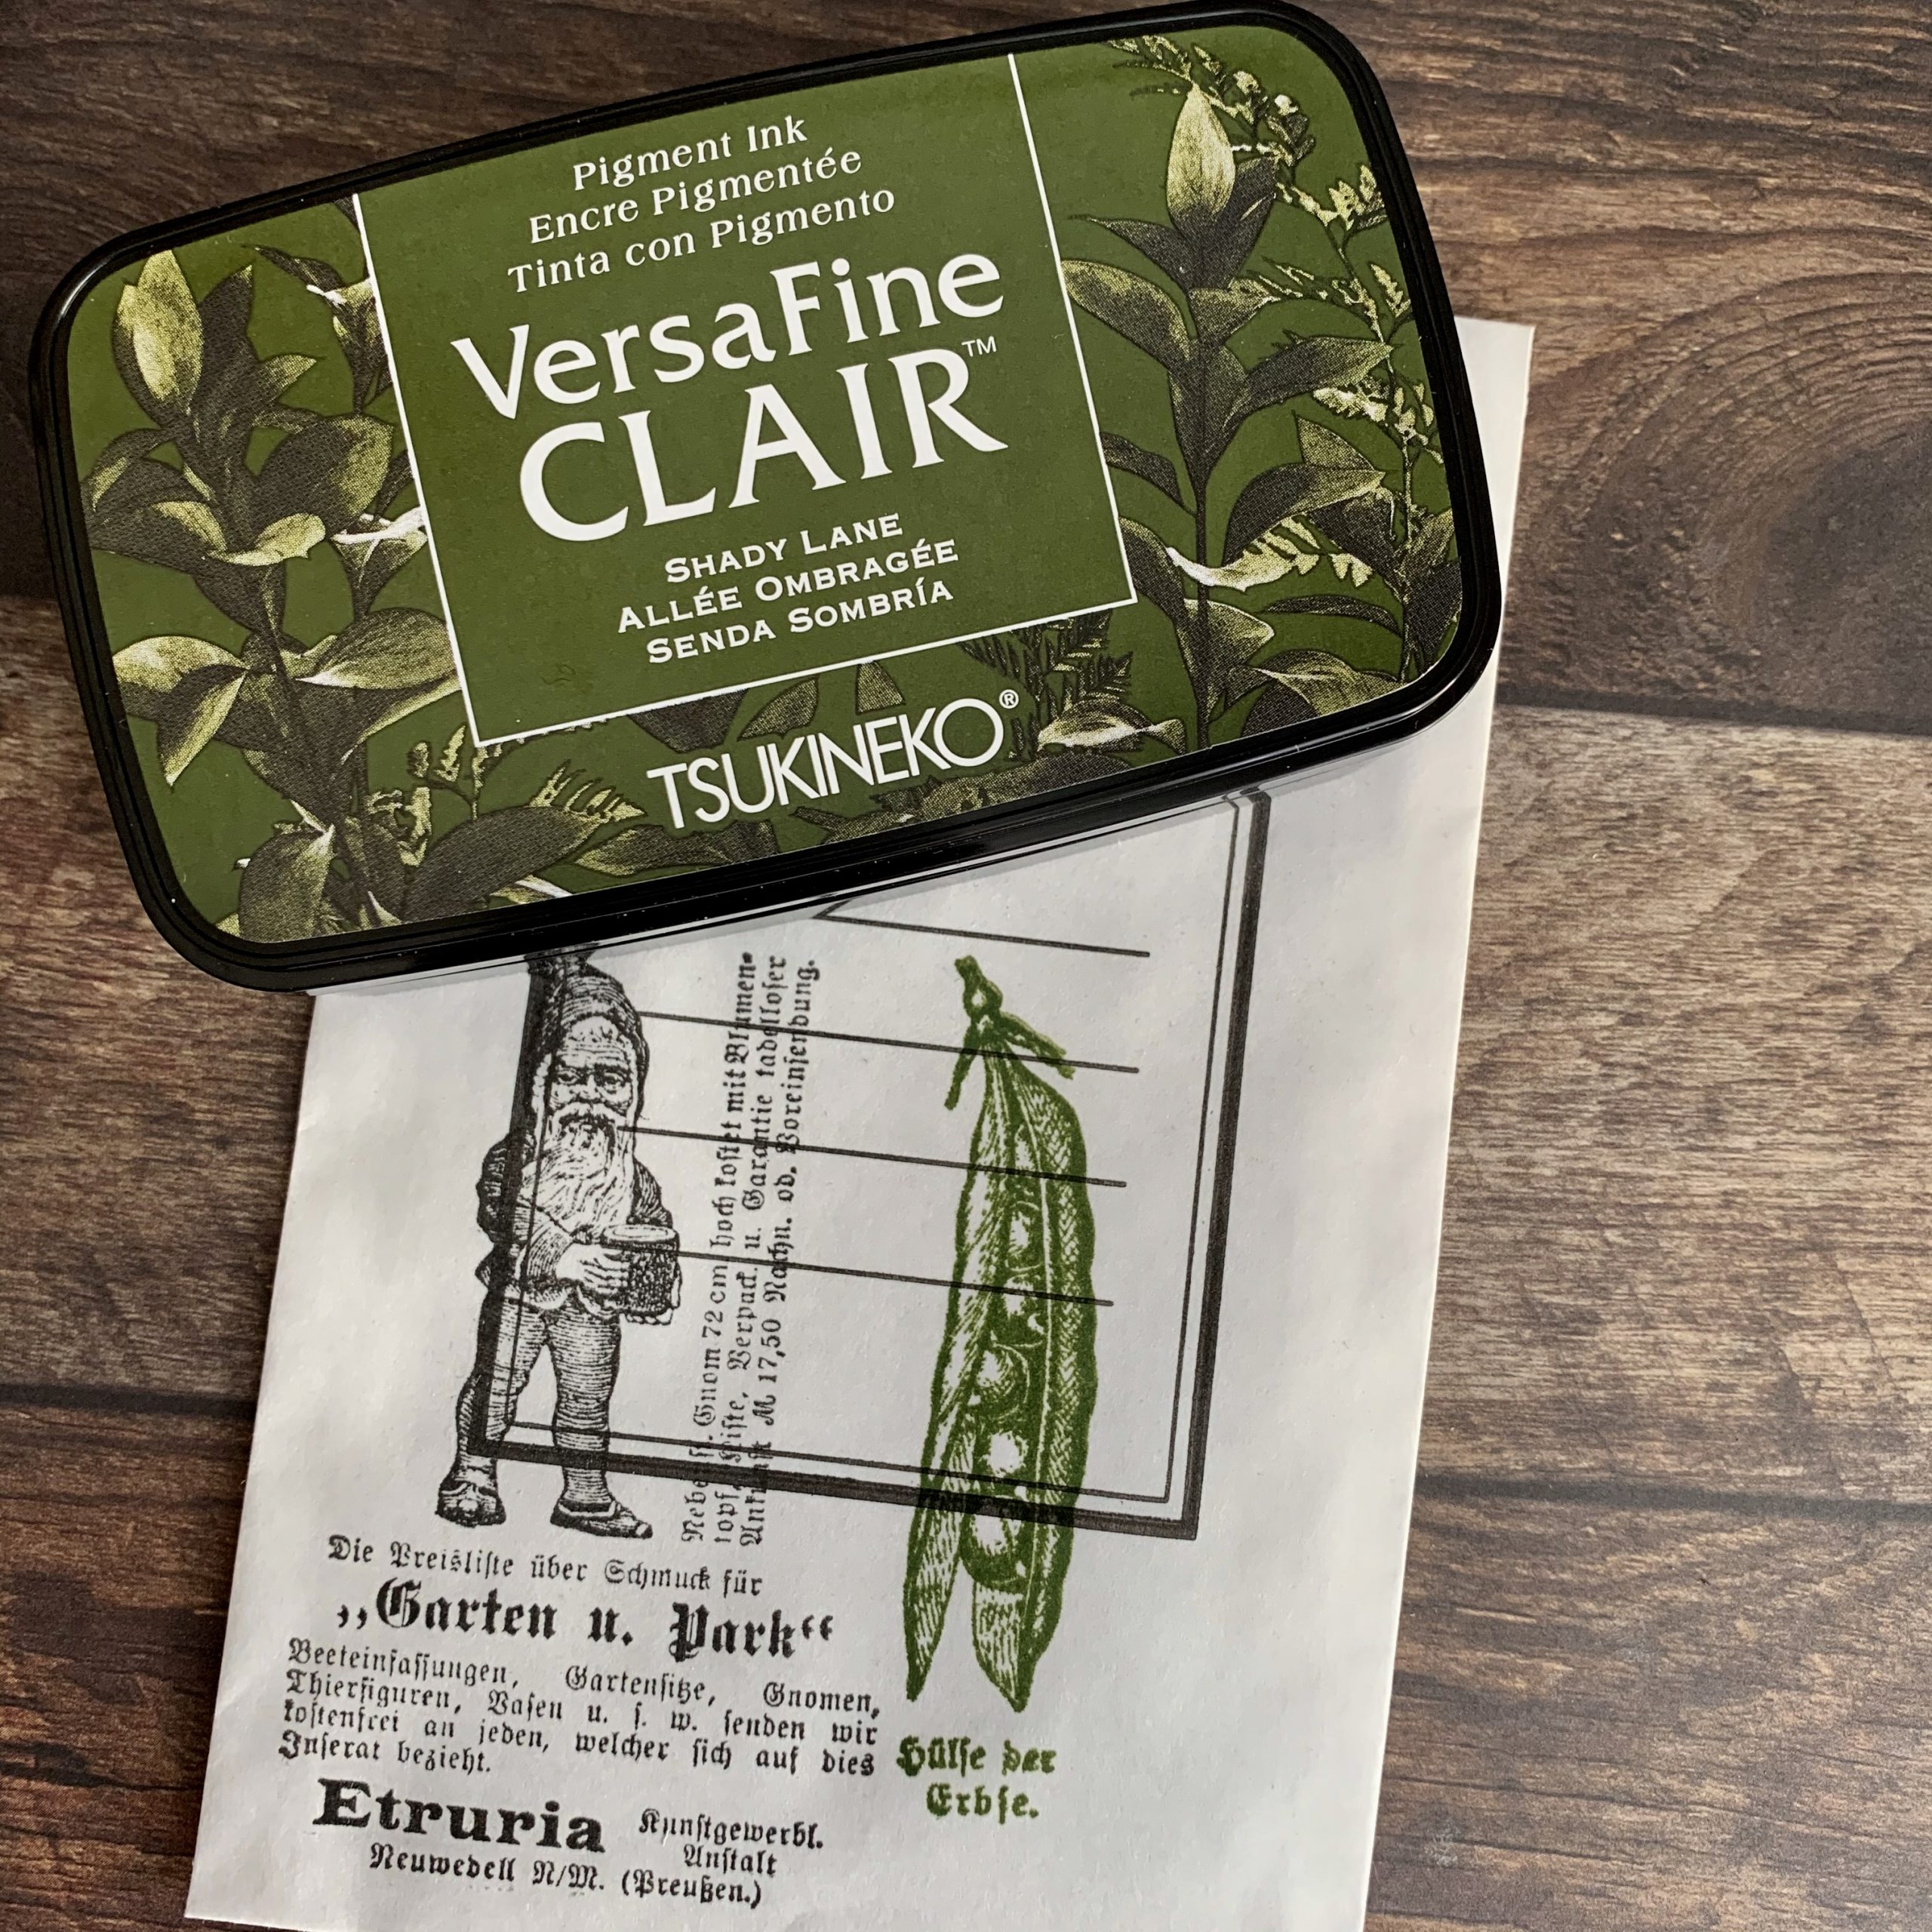 Pigment Ink
Encre Pigmentée
Tinta con Pigmento
VersaFine
CLAIR™
SHADY LANE
ALLÉE OMBRAGÉE
SENDA SOMBRÍA
TSUKINEKO®
Gnom 72 cm hoch koſtet mit Blumen-
topf, Kiſte, Verpack. u. Garantie tadelloſer
Ankunft M 17,50 Nachn. od. Voreinſendung.
Die Preisliſte über Schmuck für
„Garten u. Park“
Beeteinfaſſungen, Gartenſitze, Gnomen,
Thierfiguren, Vaſen u. ſ. w. ſenden wir
koſtenfrei an jeden, welcher ſich auf dies
Inſerat bezieht.
Etruria Kunſtgewerbl.
Anſtalt
Neuwedell N/M. (Preußen.)
Hülſe der
Erbſe.